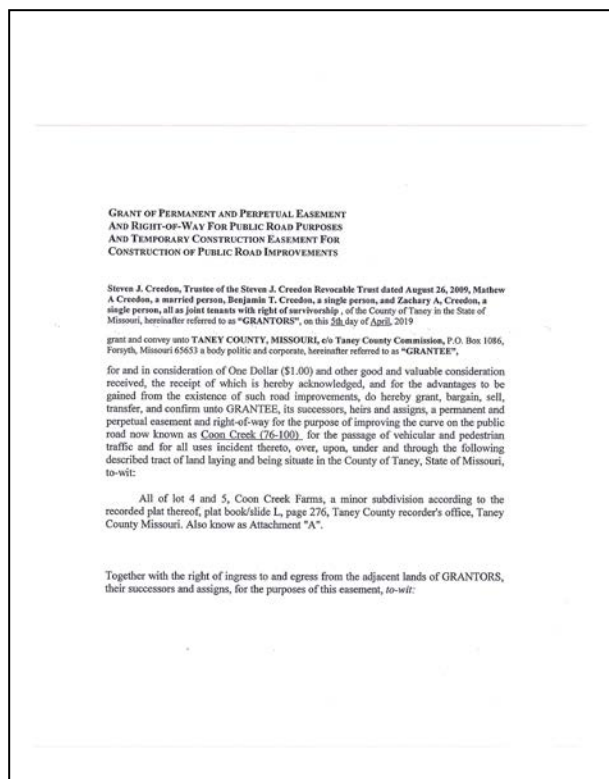 GRANT OF PERMANENT AND PERPETUAL EASEMENT
AND RIGHT-OF-WAY FOR PUBLIC ROAD PURPOSES
AND TEMPORARY CONSTRUCTION EASEMENT FOR
CONSTRUCTION OF PUBLIC ROAD IMPROVEMENTS
Steven J. Creedon, Trustee of the Steven J. Creedon Revocable Trust dated August 26, 2009, Mathew
A Creedon, a married person, Benjamin T. Creedon, a single person, and Zachary A, Creedon, a
single person, all as joint tenants with right of survivorship , of the County of Taney in the State of
Missouri, hereinafter referred to as “GRANTORS”, on this 5th day of April, 2019
grant and convey unto TANEY COUNTY, MISSOURI, c/o Taney County Commission, P.O. Box 1086,
Forsyth, Missouri 65653 a body politic and corporate, hereinafter referred to as “GRANTEE”,
for and in consideration of One Dollar ($1.00) and other good and valuable consideration
received, the receipt of which is hereby acknowledged, and for the advantages to be
gained from the existence of such road improvements, do hereby grant, bargain, sell,
transfer, and confirm unto GRANTEE, its successors, heirs and assigns, a permanent and
perpetual easement and right-of-way for the purpose of improving the curve on the public
road now known as Coon Creek (76-100) for the passage of vehicular and pedestrian
traffic and for all uses incident thereto, over, upon, under and through the following
described tract of land laying and being situate in the County of Taney, State of Missouri,
to-wit:
All of lot 4 and 5, Coon Creek Farms, a minor subdivision according to the
recorded plat thereof, plat book/slide L, page 276, Taney County recorder's office, Taney
County Missouri. Also know as Attachment "A".
Together with the right of ingress to and egress from the adjacent lands of GRANTORS,
their successors and assigns, for the purposes of this easement, to-wit: